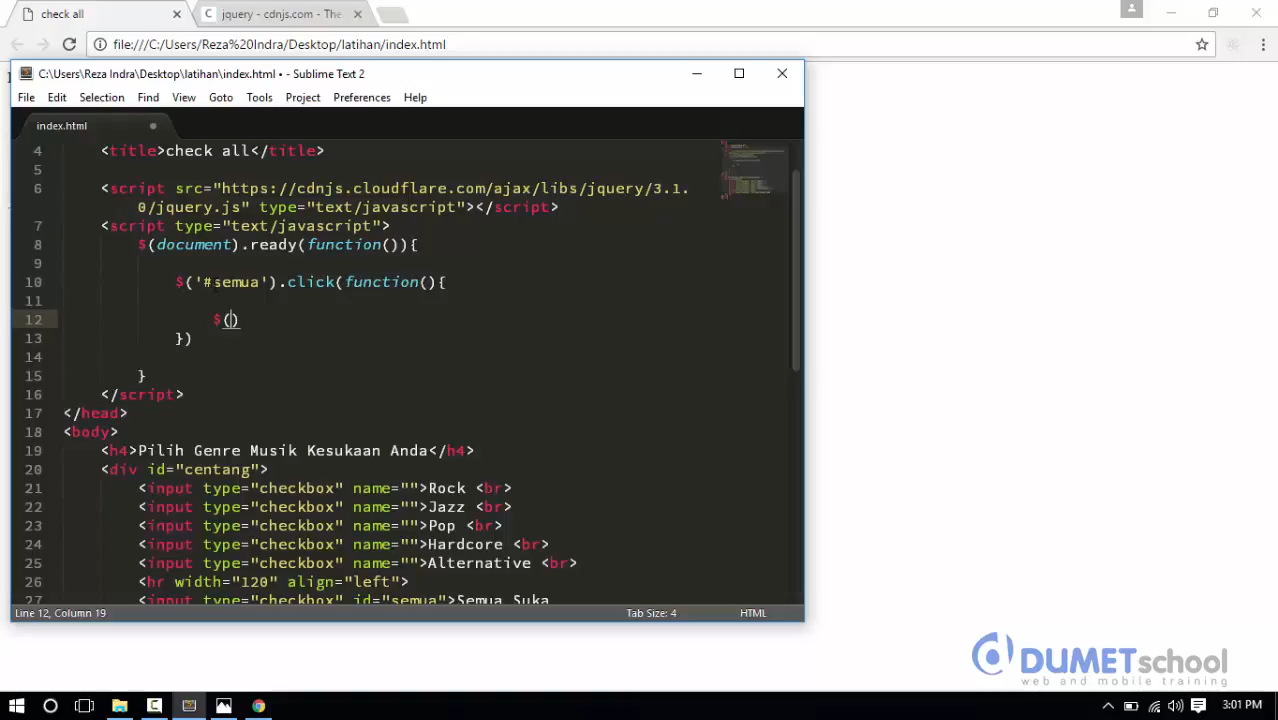 check all
jquery - cdnjs.com - The
file:///C:/Users/Reza%20Indra/Desktop/latihan/index.html
C:\Users\Reza Indra\Desktop\latihan\index.html • - Sublime Text 2
File Edit Selection Find View Goto Tools Project Preferences Help
index.html
4 <title>check all</title>
5
6 <script src="https://cdnjs.cloudflare.com/ajax/libs/jquery/3.1.
0/jquery.js" type="text/javascript"></script>
7 <script type="text/javascript">
8 $(document).ready(function()){
9
10 $('#semua').click(function(){
11
12 $()
13 })
14
15 }
16 </script>
17 </head>
18 <body>
19 <h4>Pilih Genre Musik Kesukaan Anda</h4>
20 <div id="centang">
21 <input type="checkbox" name="">Rock <br>
22 <input type="checkbox" name="">Jazz <br>
23 <input type="checkbox" name="">Pop <br>
24 <input type="checkbox" name="">Hardcore <br>
25 <input type="checkbox" name="">Alternative <br>
26 <hr width="120" align="left">
27 <input type="checkbox" id="semua">Semua Suka
Line 12, Column 19 Tab Size: 4 HTML
DUMETschool
web and mobile training
3:01 PM